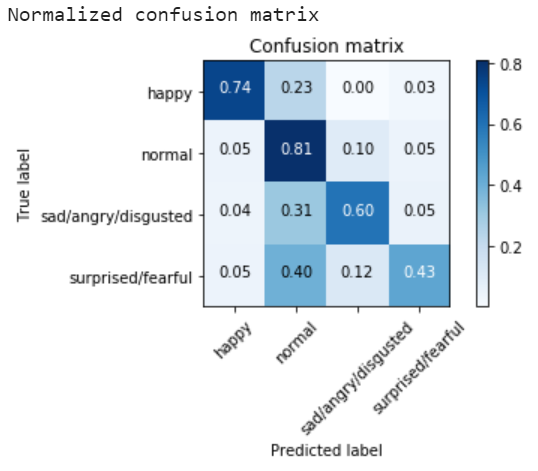 Normalized confusion matrix
Confusion matrix
0.8
happy 0.74 0.23 0.00 0.03
0.6
normal 0.05 0.81 0.10 0.05
True label
0.4
sad/angry/disgusted 0.04 0.31 0.60 0.05
0.2
surprised/fearful 0.05 0.40 0.12 0.43
happy
normal
sad/angry/disgusted
surprised/fearful
Predicted label